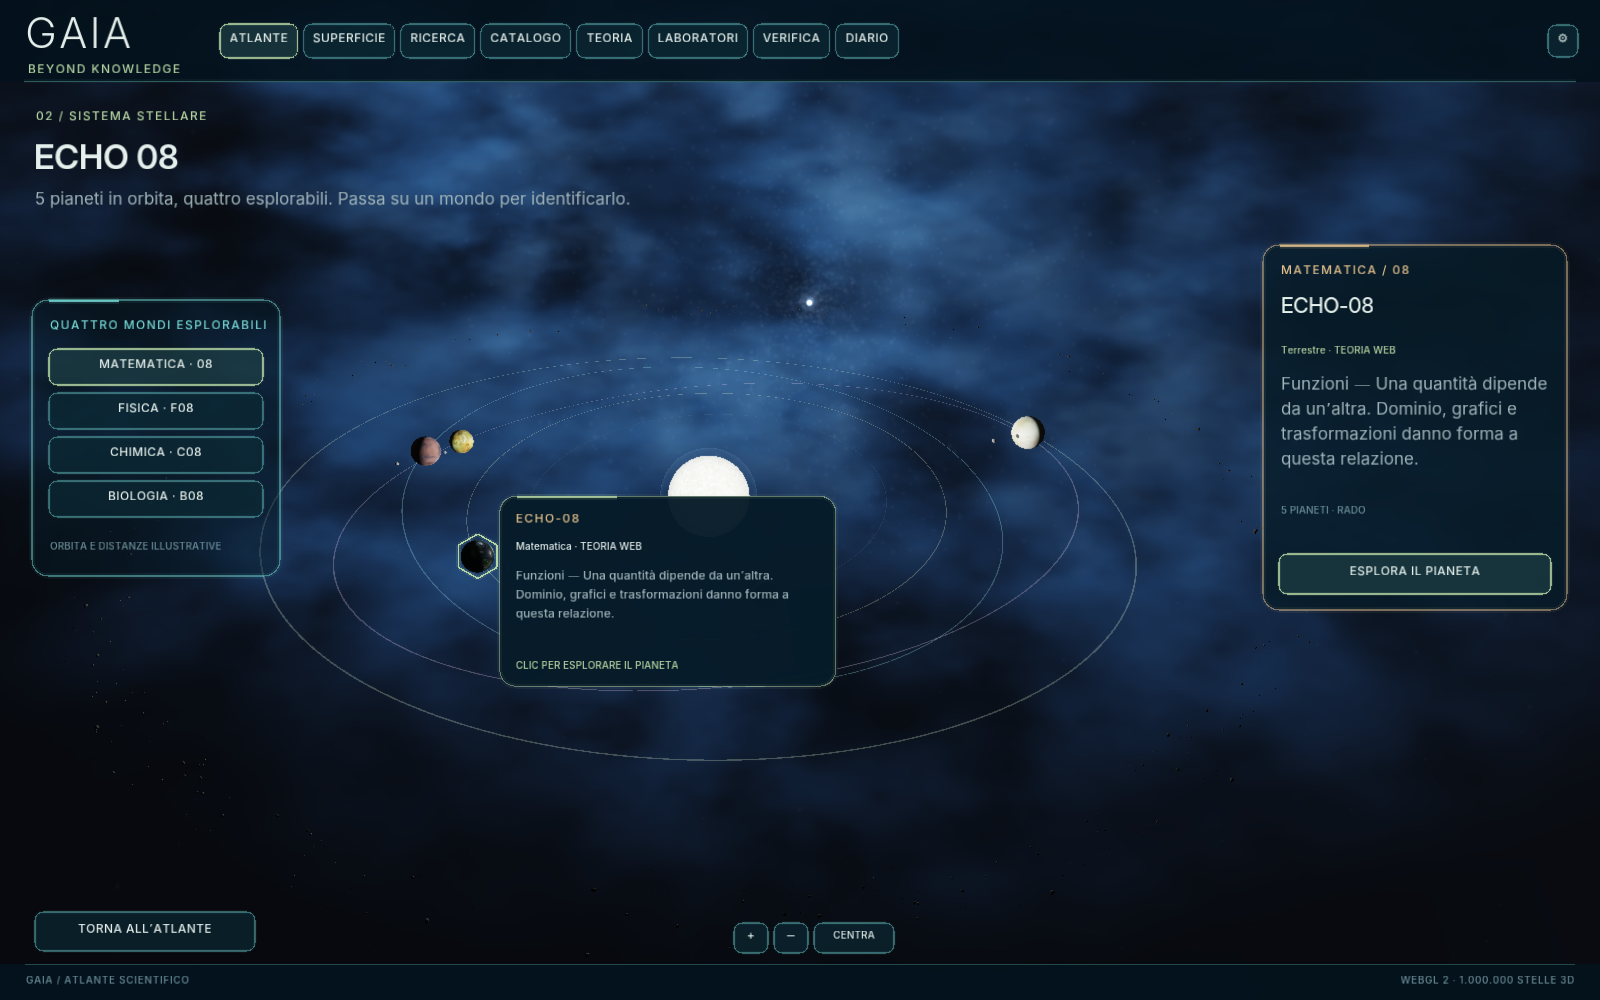 GAIA
BEYOND KNOWLEDGE
ATLANTE
SUPERFICIE
RICERCA
CATALOGO
TEORIA
LABORATORI
VERIFICA
DIARIO
02 / SISTEMA STELLARE
ECHO 08
5 pianeti in orbita, quattro esplorabili. Passa su un mondo per identificarlo.
QUATTRO MONDI ESPLORABILI
MATEMATICA · 08
FISICA · F08
CHIMICA · C08
BIOLOGIA · B08
ORBITA E DISTANZE ILLUSTRATIVE
ECHO-08
Matematica · TEORIA WEB
Funzioni — Una quantità dipende da un’altra.
Dominio, grafici e trasformazioni danno forma a
questa relazione.
CLIC PER ESPLORARE IL PIANETA
MATEMATICA / 08
ECHO-08
Terrestre · TEORIA WEB
Funzioni — Una quantità dipende
da un’altra. Dominio, grafici e
trasformazioni danno forma a
questa relazione.
5 PIANETI · RADO
ESPLORA IL PIANETA
TORNA ALL’ATLANTE
+
–
CENTRA
GAIA / ATLANTE SCIENTIFICO
WEBGL 2 · 1.000.000 STELLE 3D